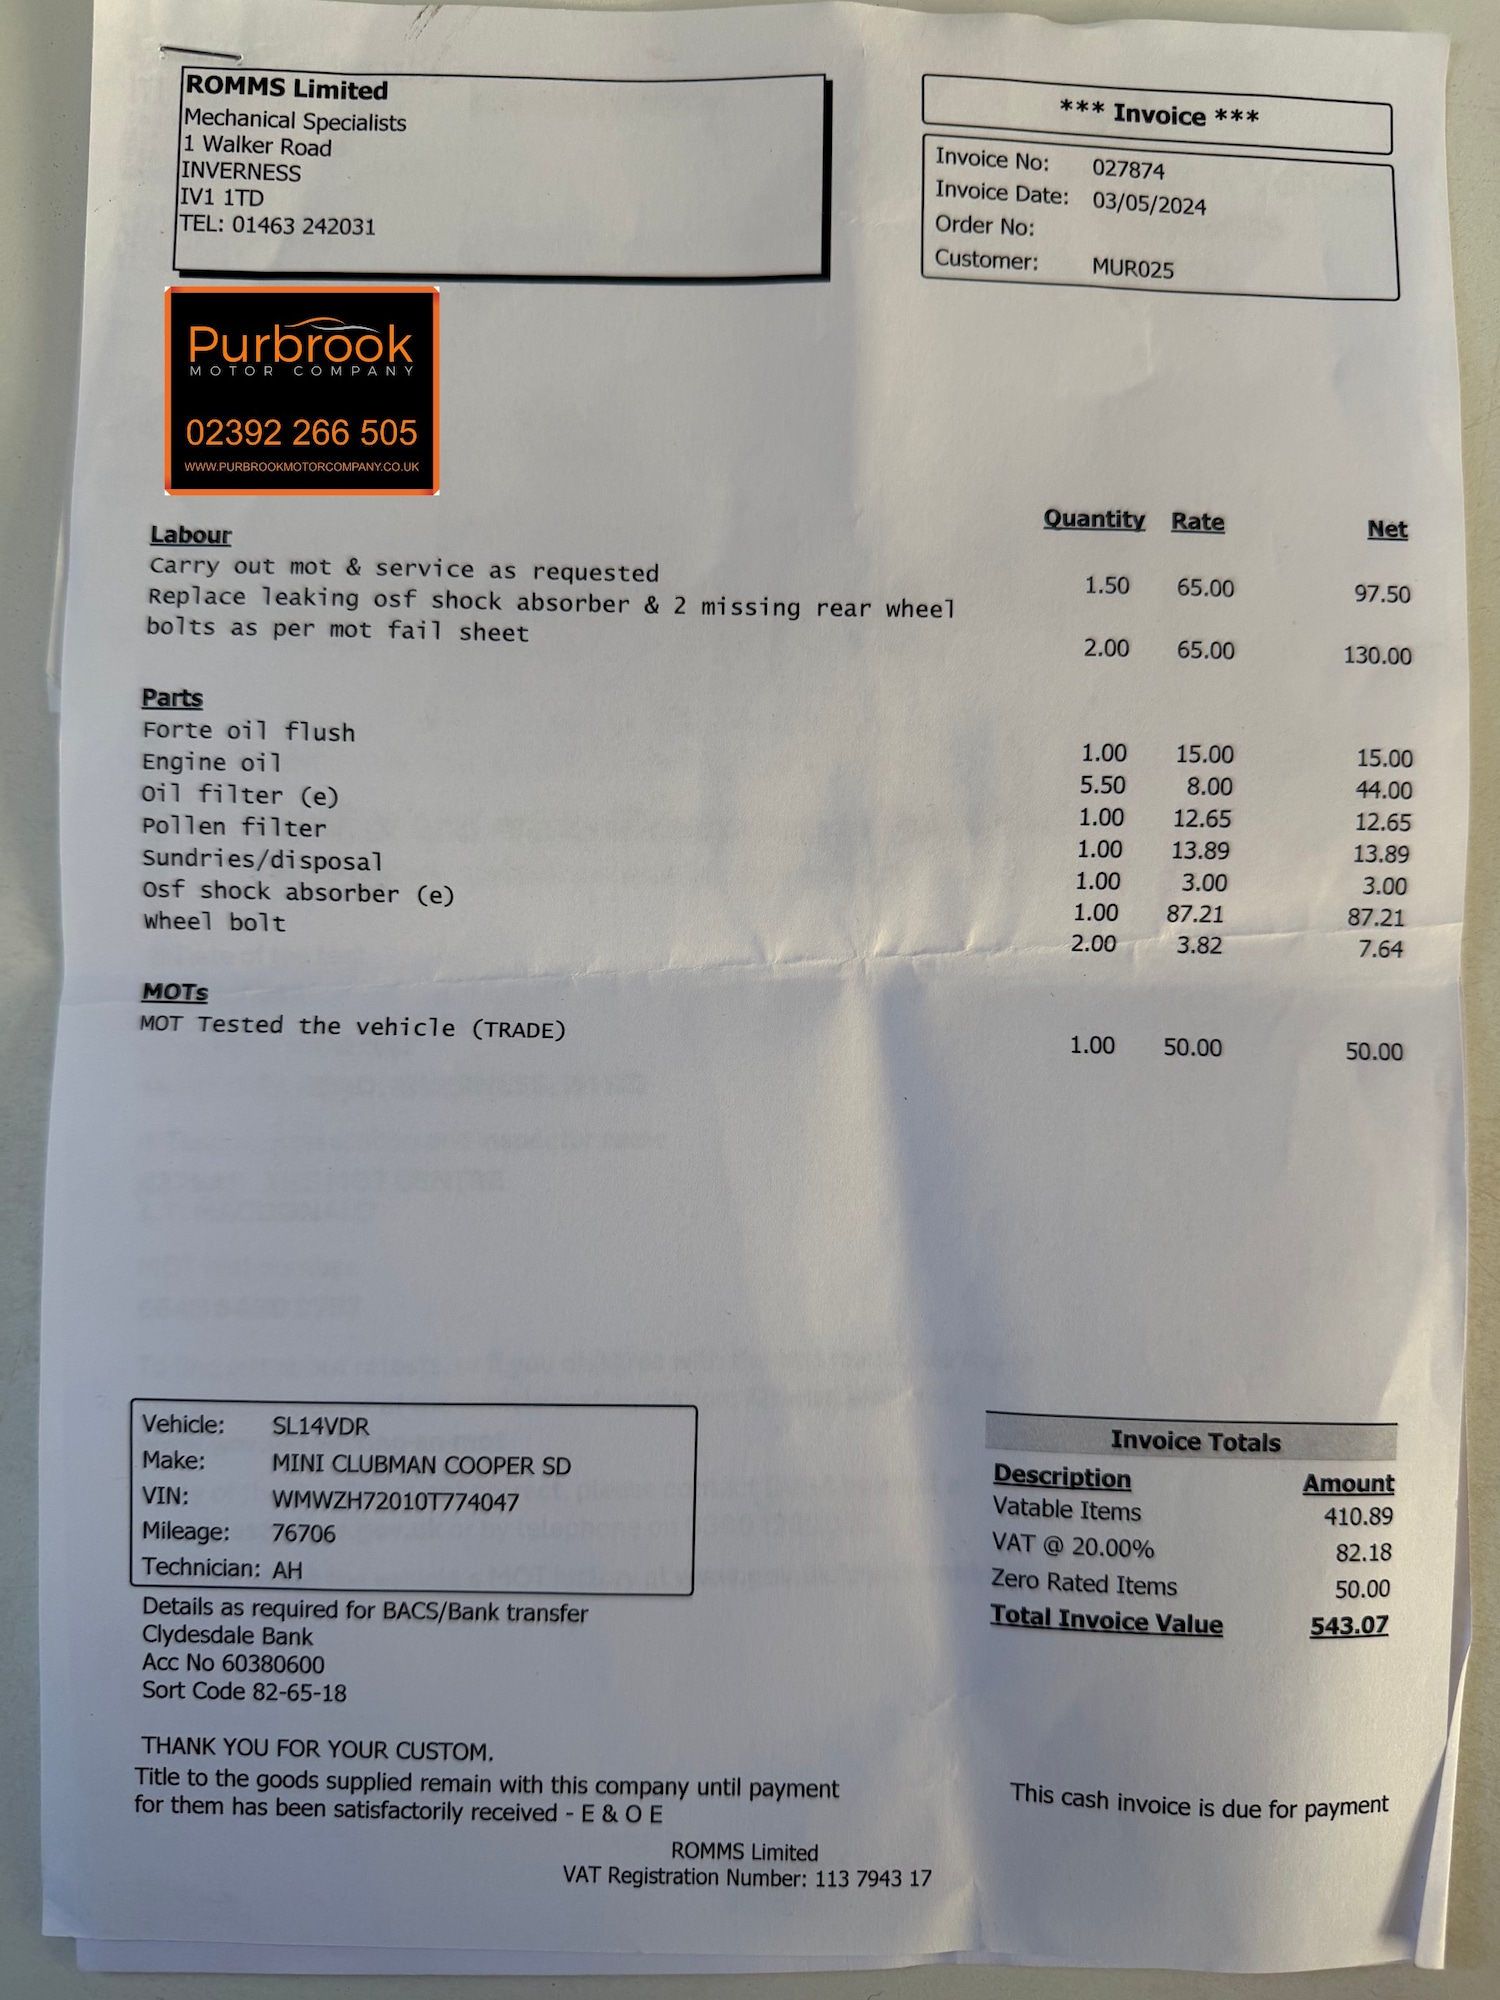 ROMMS Limited
Mechanical Specialists
1 Walker Road
INVERNESS
IV1 1TD
TEL: 01463 242031
*** Invoice ***
Invoice No: 027874
Invoice Date: 03/05/2024
Order No:
Customer: MUR025
Purbrook
MOTOR COMPANY
02392 266 505
WWW.PURBROOKMOTORCOMPANY.CO.UK
Labour Quantity Rate Net
Carry out mot & service as requested 1.50 65.00 97.50
Replace leaking osf shock absorber & 2 missing rear wheel
bolts as per mot fail sheet 2.00 65.00 130.00
Parts
Forte oil flush 1.00 15.00 15.00
Engine oil 5.50 8.00 44.00
Oil filter (e) 1.00 12.65 12.65
Pollen filter 1.00 13.89 13.89
Sundries/disposal 1.00 3.00 3.00
Osf shock absorber (e) 1.00 87.21 87.21
Wheel bolt 2.00 3.82 7.64
MOTs
MOT Tested the vehicle (TRADE) 1.00 50.00 50.00
Vehicle: SL14VDR
Make: MINI CLUBMAN COOPER SD
VIN: WMWZH72010T774047
Mileage: 76706
Technician: AH
Invoice Totals
Description Amount
Vatable Items 410.89
VAT @ 20.00% 82.18
Zero Rated Items 50.00
Total Invoice Value 543.07
Details as required for BACS/Bank transfer
Clydesdale Bank
Acc No 60380600
Sort Code 82-65-18
THANK YOU FOR YOUR CUSTOM.
Title to the goods supplied remain with this company until payment
for them has been satisfactorily received - E & O E
This cash invoice is due for payment
ROMMS Limited
VAT Registration Number: 113 7943 17